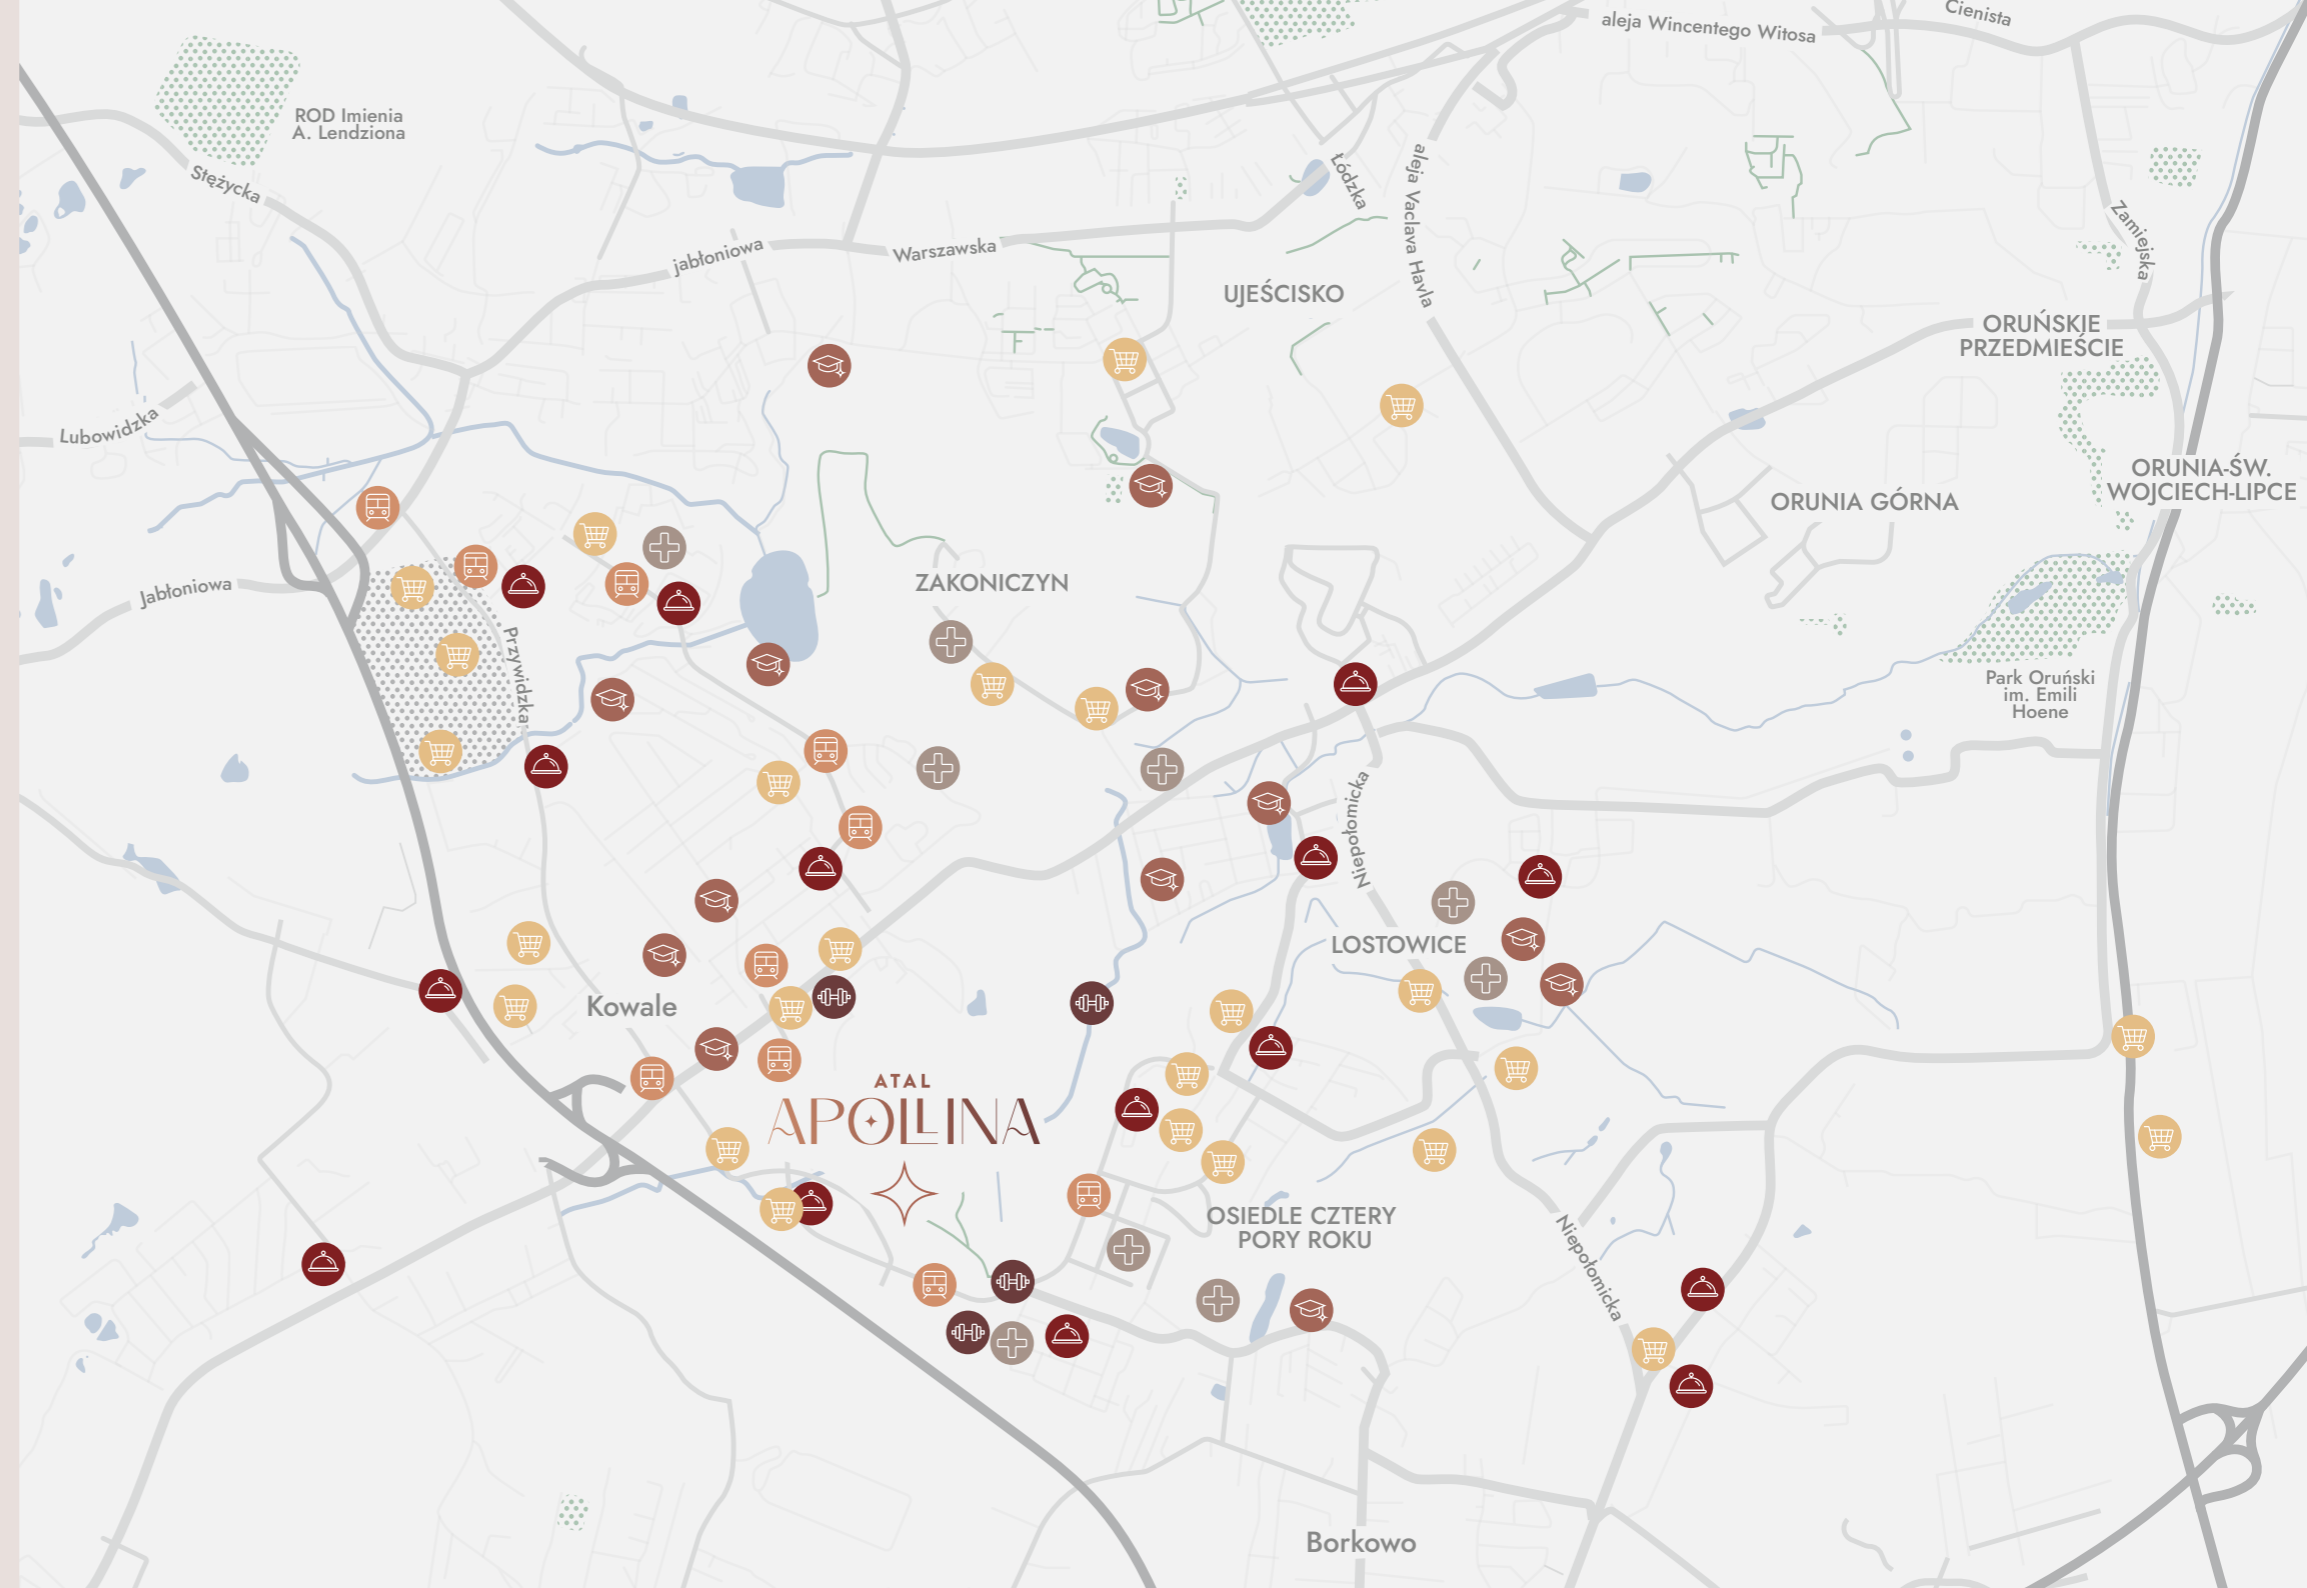 aleja Wincentego Witosa
Cienista
ROD Imienia
A. Lendziona
Stężycka
Łódzka
aleja Vaclava Havla
Zamiejska
jabłoniowa
Warszawska
UJEŚCISKO
ORUŃSKIE
PRZEDMIEŚCIE
Lubowidzka
ORUNIA-ŚW.
WOJCIECH-LIPCE
ORUNIA GÓRNA
Jabłoniowa
ZAKONICZYN
Przywidzka
Park Oruński
im. Emili
Hoene
Niepołomicka
LOSTOWICE
Kowale
ATAL
APOLLINA
OSIEDLE CZTERY
PORY ROKU
Niepołomicka
Borkowo